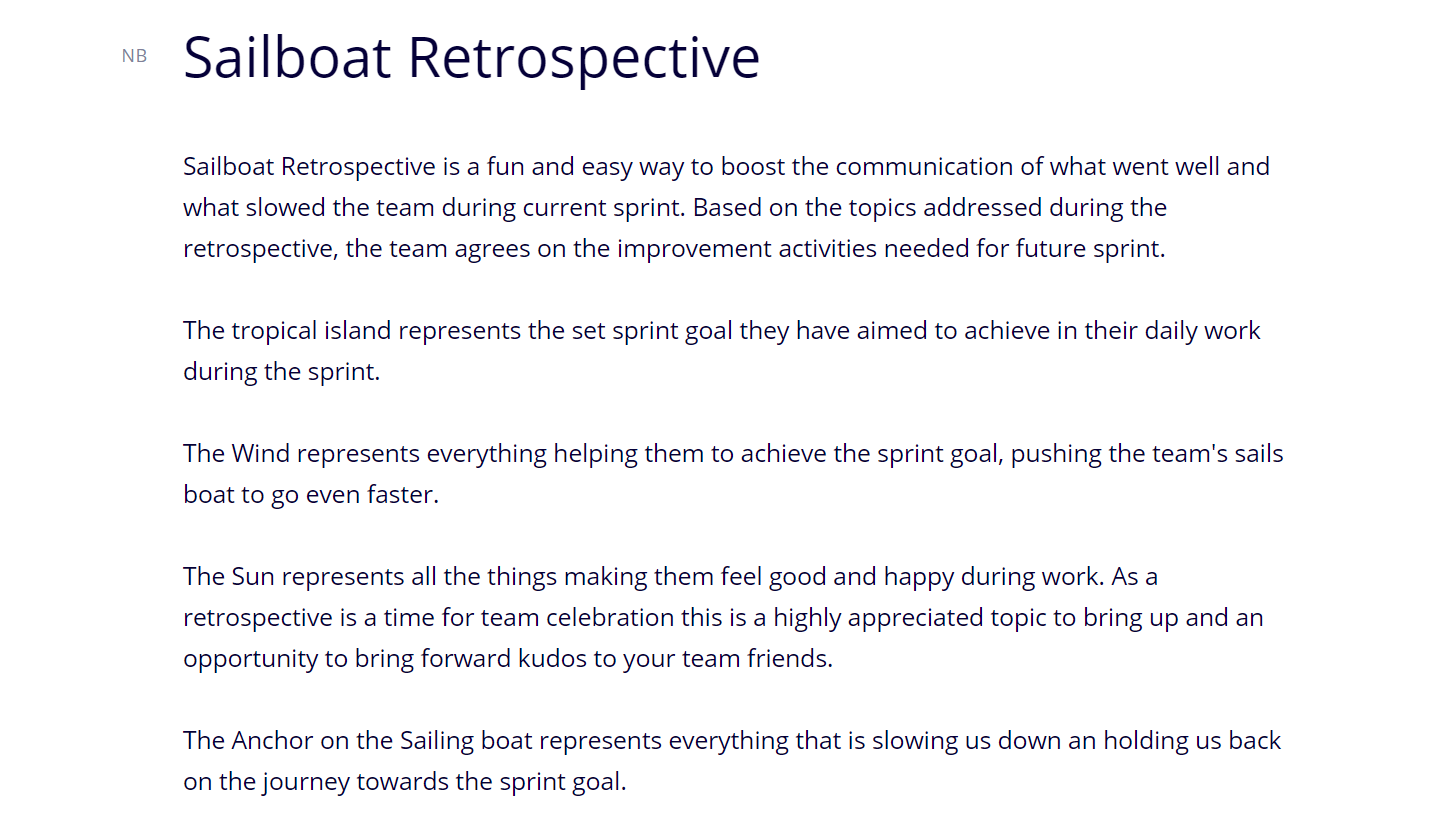 NB
Sailboat Retrospective
Sailboat Retrospective is a fun and easy way to boost the communication of what went well and
what slowed the team during current sprint. Based on the topics addressed during the
retrospective, the team agrees on the improvement activities needed for future sprint.
The tropical island represents the set sprint goal they have aimed to achieve in their daily work
during the sprint.
The Wind represents everything helping them to achieve the sprint goal, pushing the team's sails
boat to go even faster.
The Sun represents all the things making them feel good and happy during work. As a
retrospective is a time for team celebration this is a highly appreciated topic to bring up and an
opportunity to bring forward kudos to your team friends.
The Anchor on the Sailing boat represents everything that is slowing us down an holding us back
on the journey towards the sprint goal.